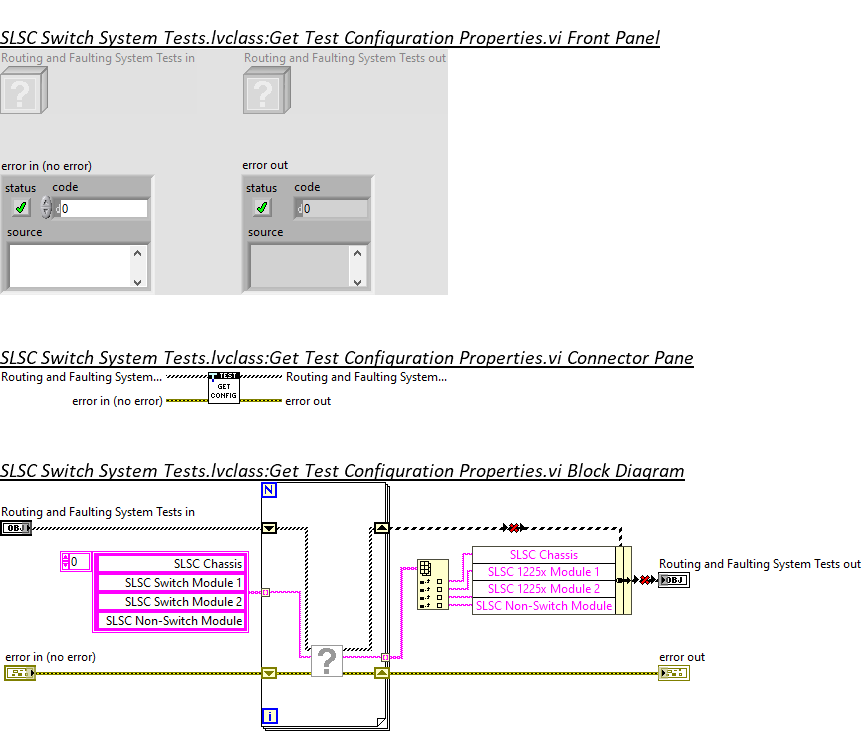 SLSC Switch System Tests.lvclass:Get Test Configuration Properties.vi Front Panel
Routing and Faulting System Tests in
Routing and Faulting System Tests out
?
?
error in (no error)
error out
status code
status code
d 0
d 0
source
source
SLSC Switch System Tests.lvclass:Get Test Configuration Properties.vi Connector Pane
Routing and Faulting System...
TEST
Routing and Faulting System...
GET
CONFIG
error in (no error)
error out
SLSC Switch System Tests.lvclass:Get Test Configuration Properties.vi Block Diagram
N
Routing and Faulting System Tests in
OBJ
0
SLSC Chassis
SLSC Switch Module 1
SLSC Switch Module 2
SLSC Non-Switch Module
SLSC Chassis
SLSC 1225x Module 1
SLSC 1225x Module 2
SLSC Non-Switch Module
Routing and Faulting System Tests out
OBJ
?
error in (no error)
error out
i